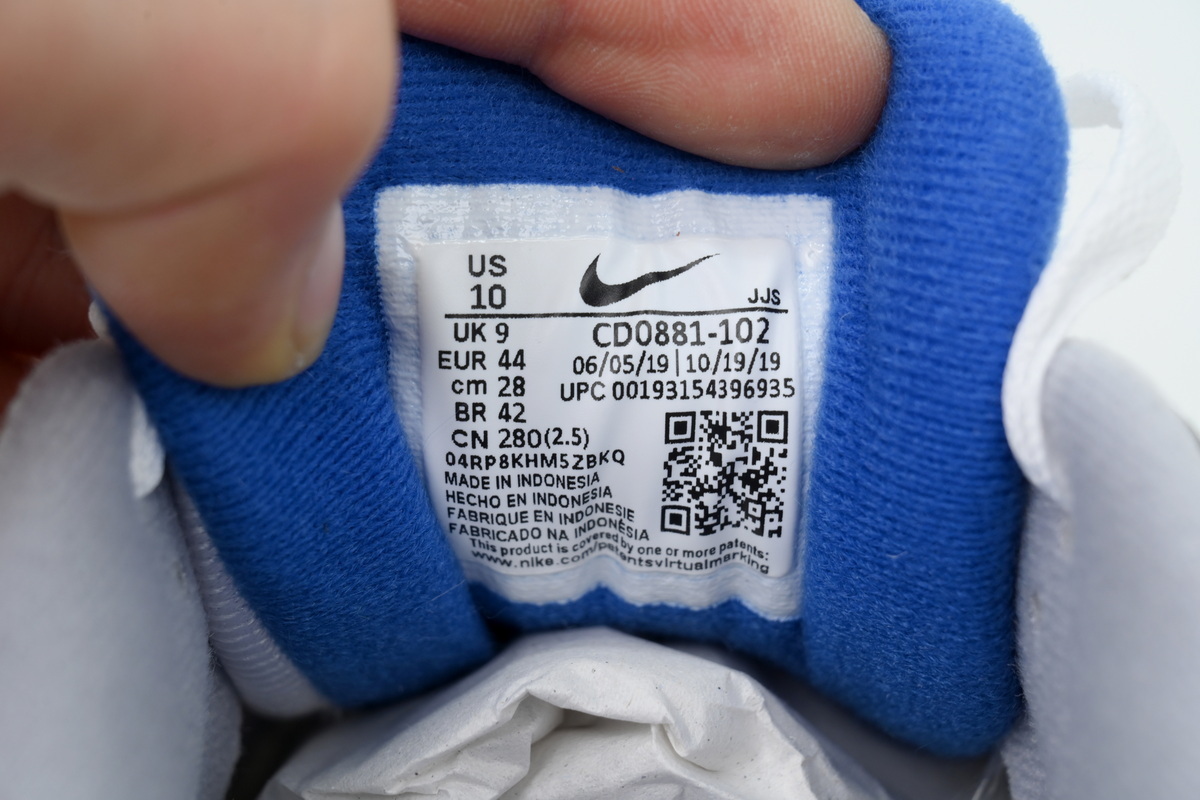 US
10
JJS
UK 9
EUR 44
cm 28
BR 42
CN 280(2.5)
CD0881-102
06/05/19|10/19/19
UPC 00193154396935
04RP8KHM5ZBKQ
MADE IN INDONESIA
HECHO EN INDONESIA
FABRIQUE EN INDONESIE
FABRICADO NA INDONÉSIA
This product is covered by one or more patents:
www.nike.com/patentsvirtualmarking